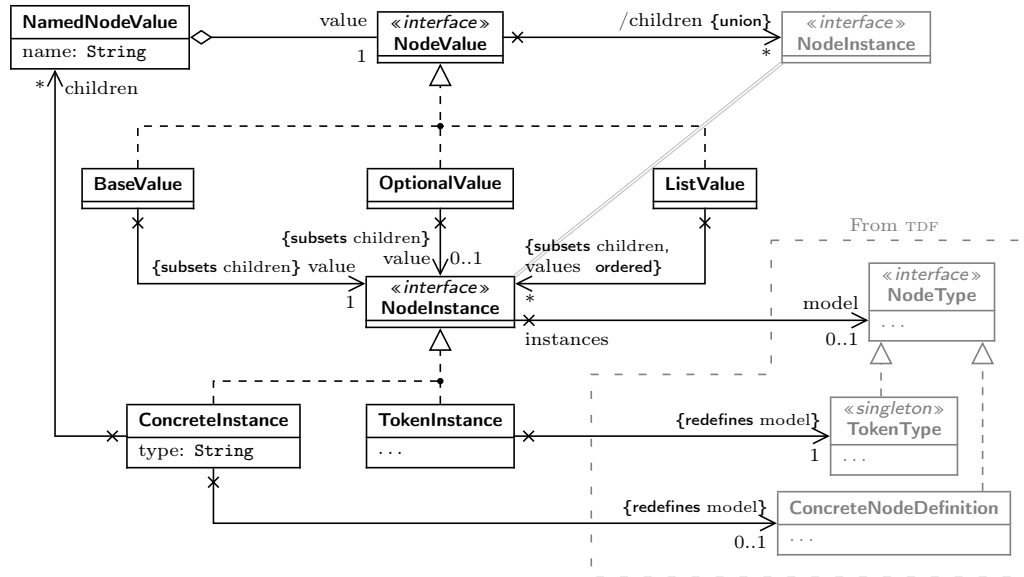 NamedNodeValue
name: String
value
1
«interface»
NodeValue
/children {union}
*
«interface»
NodeInstance
* children
BaseValue
OptionalValue
ListValue
{subsets children}
value
0..1
{subsets children} value
1
{subsets children,
values ordered}
*
From TDF
«interface»
NodeInstance
«interface»
NodeType
...
model
0..1
instances
ConcreteInstance
type: String
TokenInstance
...
{redefines model}
1
«singleton»
TokenType
...
{redefines model}
0..1
ConcreteNodeDefinition
...